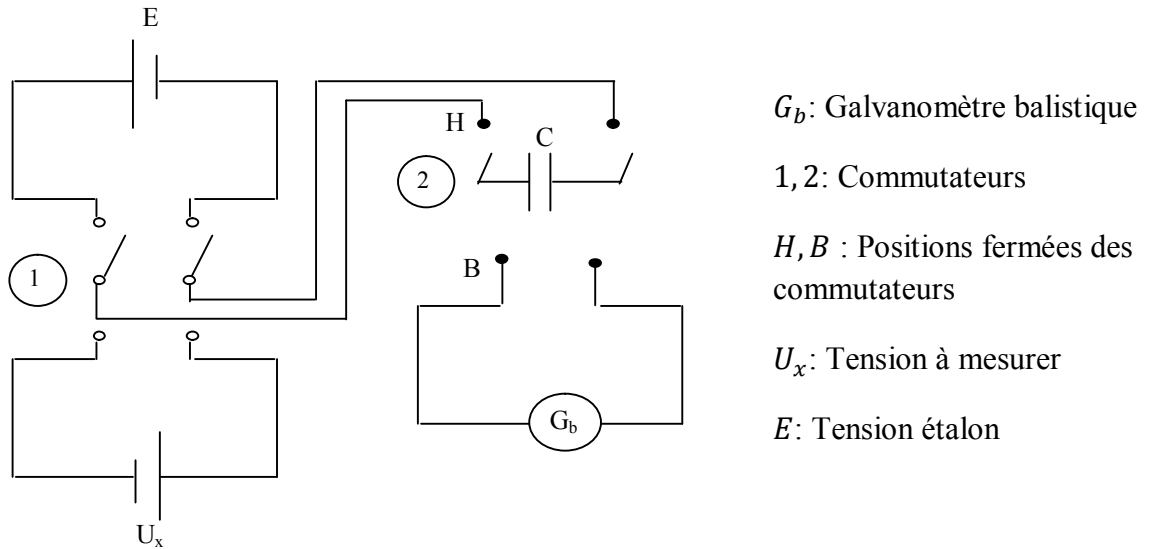 E
H
C
2
1
B
G_b
U_x
G_b: Galvanomètre balistique
1, 2: Commutateurs
H, B : Positions fermées des
commutateurs
U_x: Tension à mesurer
E: Tension étalon